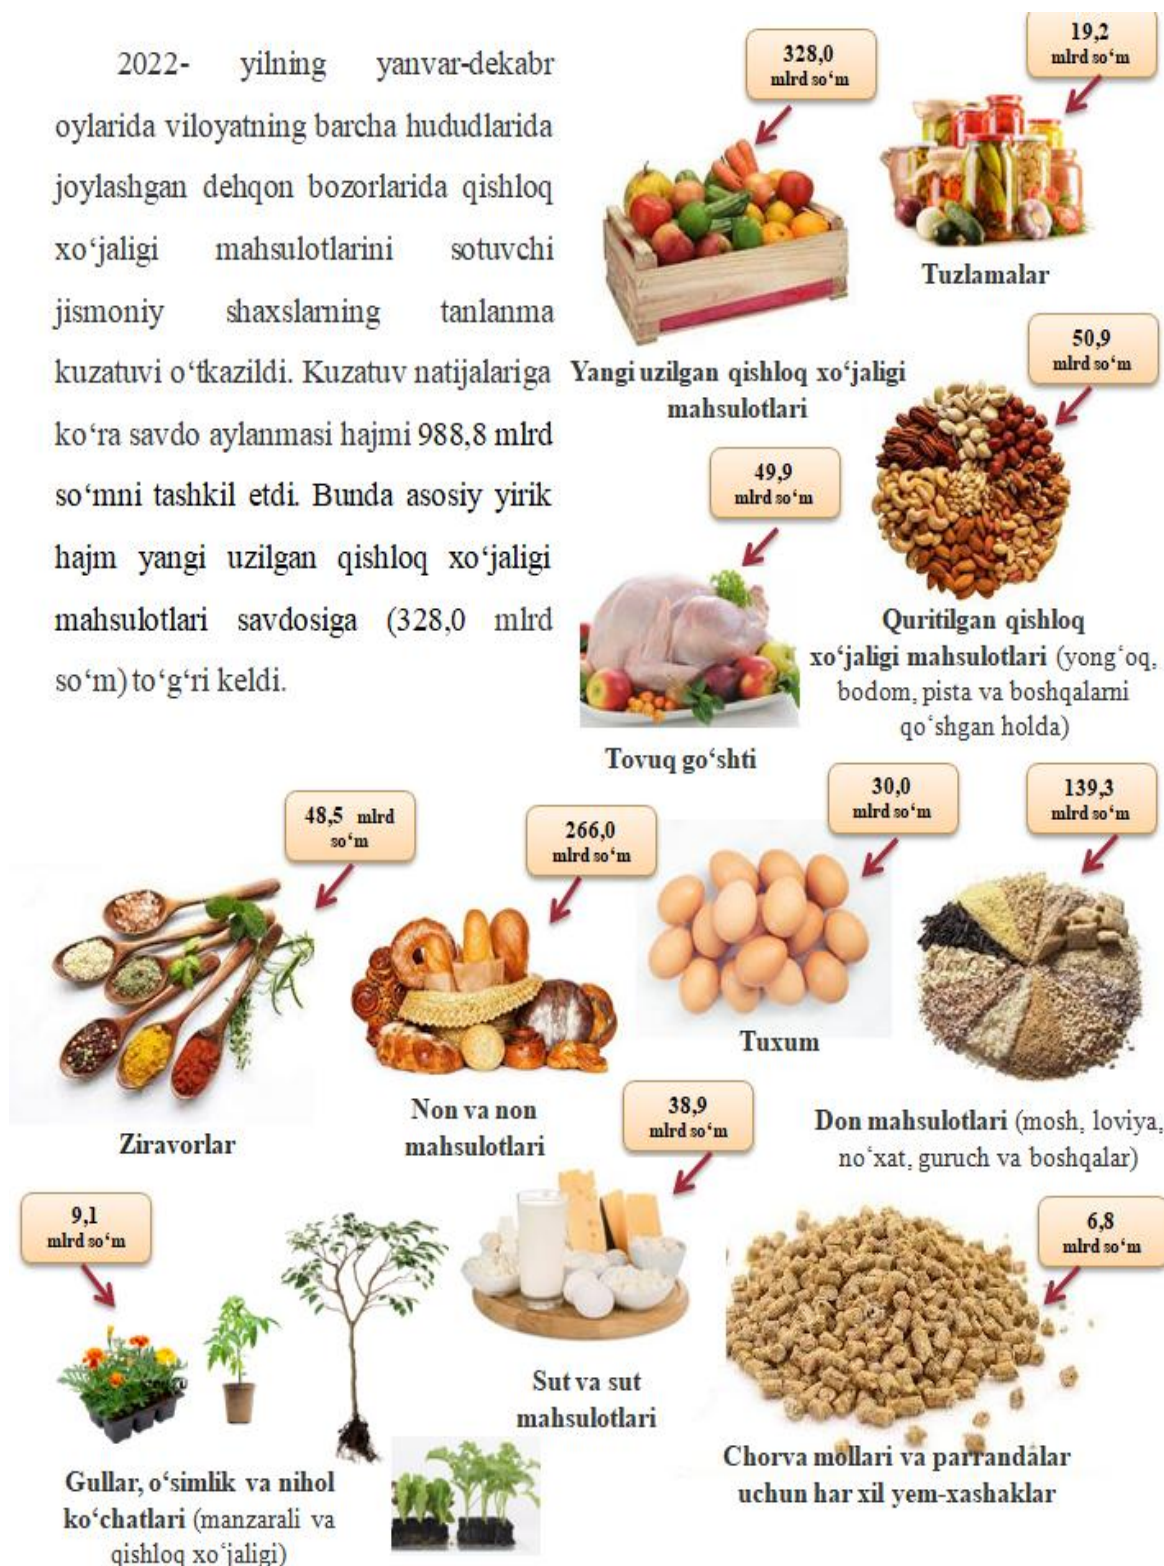 2022- yilning yanvar-dekabr
oylarida viloyatning barcha hududlarida
joylashgan dehqon bozorlarida qishloq
xo‘jaligi mahsulotlarini sotuvchi
jismoniy shaxslarning tanlanma
kuzatuvi o‘tkazildi. Kuzatuv natijalariga
ko‘ra savdo aylanmasi hajmi 988,8 mlrd
so‘mni tashkil etdi. Bunda asosiy yirik
hajm yangi uzilgan qishloq xo‘jaligi
mahsulotlari savdosiga (328,0 mlrd
so‘m) to‘g‘ri keldi.
328,0
mlrd so‘m
Yangi uzilgan qishloq xo‘jaligi
mahsulotlari
19,2
mlrd so‘m
Tuzlamalar
50,9
mlrd so‘m
Quritilgan qishloq
xo‘jaligi mahsulotlari (yong‘oq,
bodom, pista va boshqalarni
qo‘shgan holda)
49,9
mlrd so‘m
Tovuq go‘shti
48,5 mlrd
so‘m
Ziravorlar
266,0
mlrd so‘m
Non va non
mahsulotlari
30,0
mlrd so‘m
Tuxum
139,3
mlrd so‘m
Don mahsulotlari (mosh, loviya,
no‘xat, guruch va boshqalar)
9,1
mlrd so‘m
Gullar, o‘simlik va nihol
ko‘chatlari (manzarali va
qishloq xo‘jaligi)
38,9
mlrd so‘m
Sut va sut
mahsulotlari
6,8
mlrd so‘m
Chorva mollari va parrandalar
uchun har xil yem-xashaklar